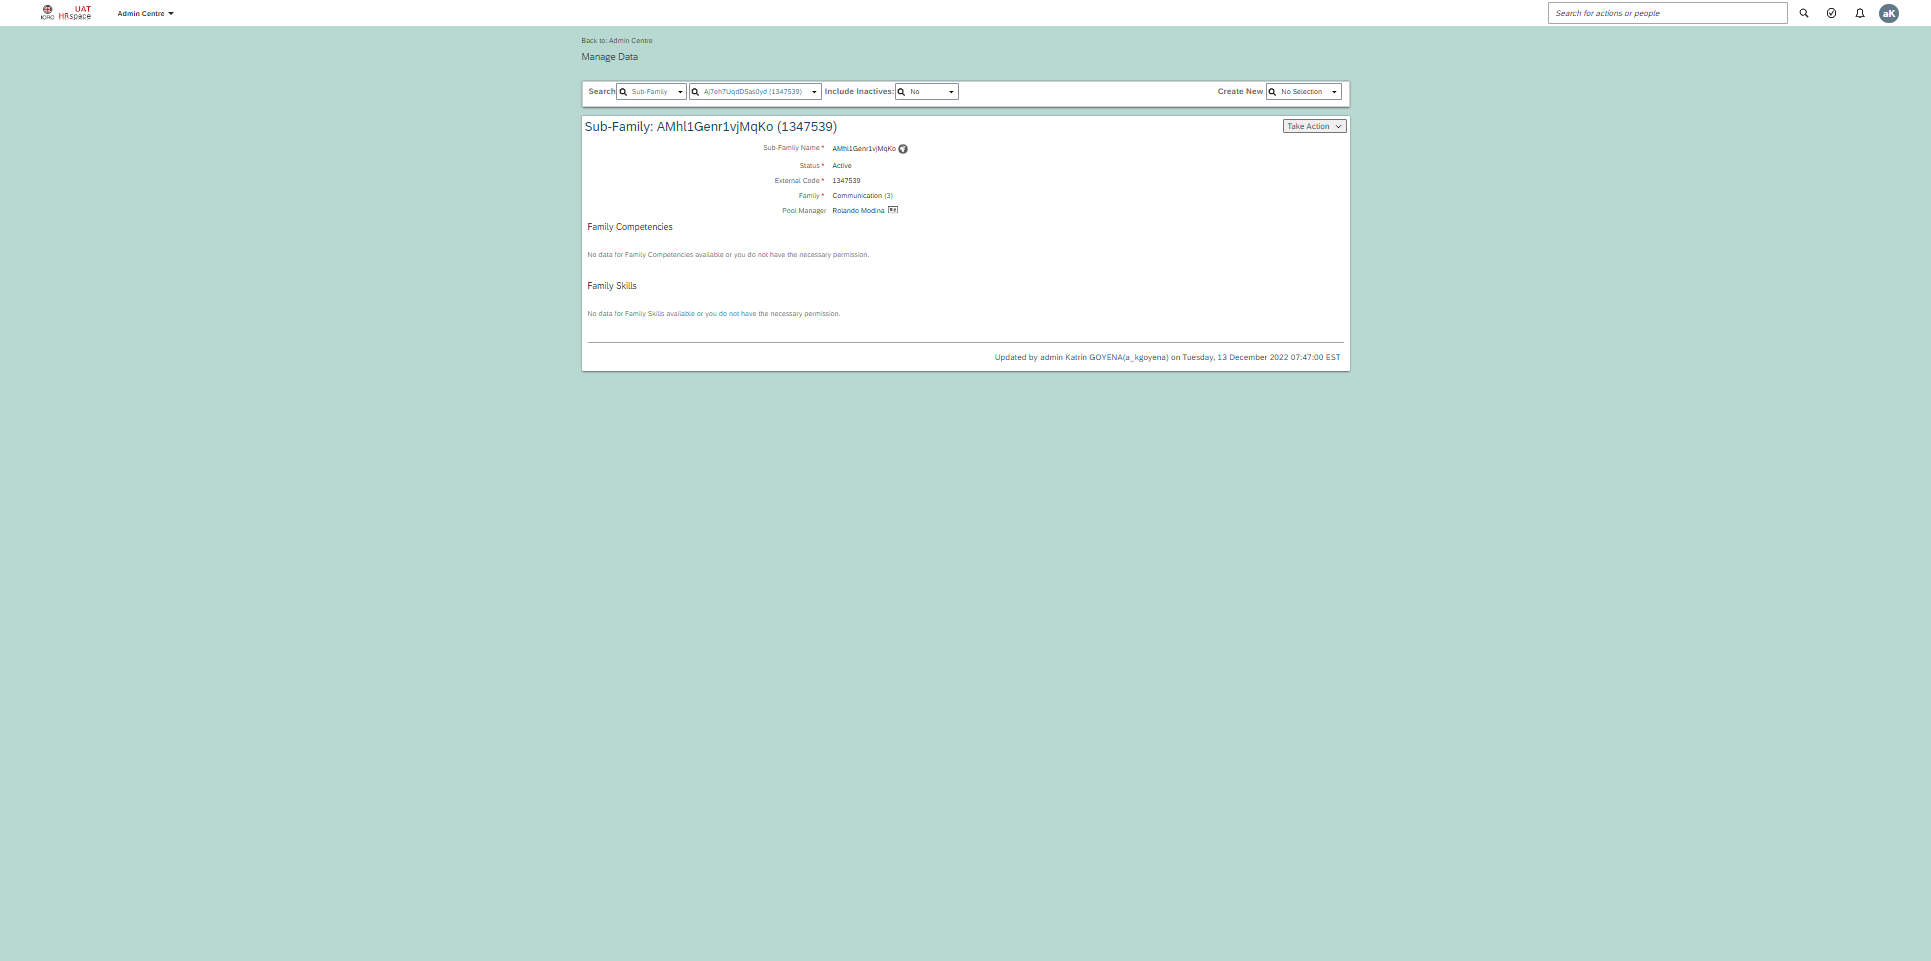 ICRC UAT HRspace Admin Centre Search for actions or people aK
Back to: Admin Centre
Manage Data
Search Sub-Family Aj7eh7UqdDSas0yd (1347539) Include Inactives: No Create New No Selection
Sub-Family: AMhl1Genr1vjMqKo (1347539) Take Action
Sub-Family Name * AMhl1Genr1vjMqKo
Status * Active
External Code * 1347539
Family * Communication (3)
Pool Manager Rolando Modina
Family Competencies
No data for Family Competencies available or you do not have the necessary permission.
Family Skills
No data for Family Skills available or you do not have the necessary permission.
Updated by admin Katrin GOYENA(a_kgoyena) on Tuesday, 13 December 2022 07:47:00 EST